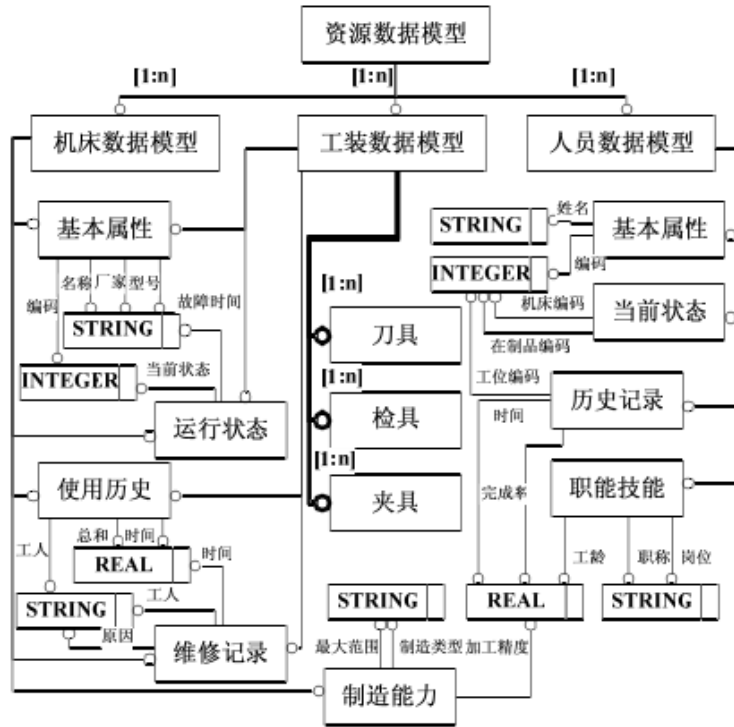 资源数据模型
[1:n]
[1:n]
[1:n]
机床数据模型
工装数据模型
人员数据模型
基本属性
STRING
姓名
基本属性
INTEGER
编码
编码
名称
厂家
型号
[1:n]
机床编码
当前状态
故障时间
STRING
刀具
在制品编码
当前状态
INTEGER
[1:n]
工位编码
历史记录
运行状态
检具
时间
[1:n]
使用历史
夹具
完成率
职能技能
工人
总和
时间
REAL
时间
工龄
职称
岗位
STRING
工人
STRING
REAL
STRING
原因
维修记录
最大范围
制造类型
加工精度
制造能力